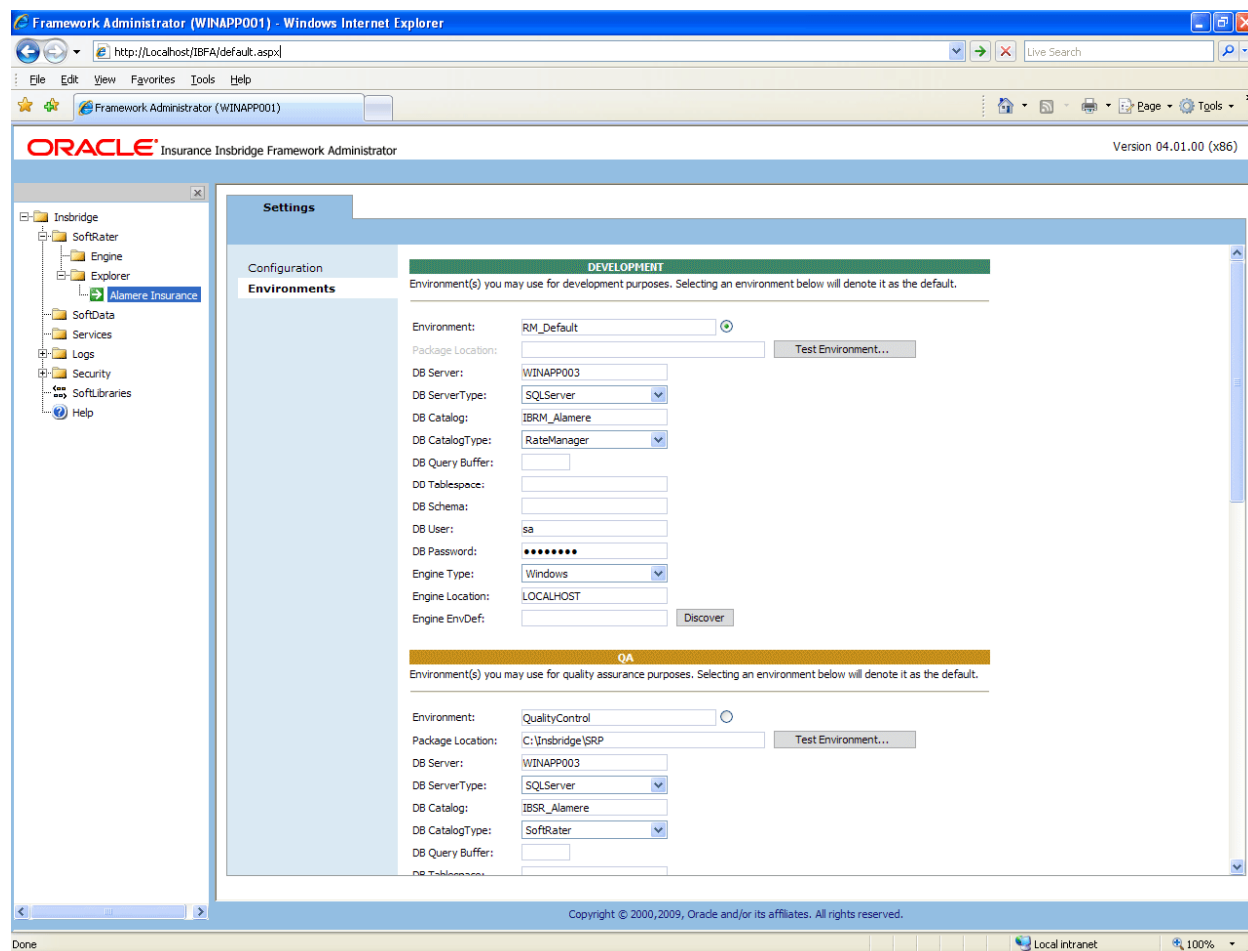 Framework Administrator (WINAPP001) - Windows Internet Explorer
http://Localhost/IBFA/default.aspx
Live Search
File Edit View Favorites Tools Help
Framework Administrator (WINAPP001)
Page Tools
ORACLE Insurance Insbridge Framework Administrator
Version 04.01.00 (x86)
Insbridge
SoftRater
Engine
Explorer
Alamere Insurance
SoftData
Services
Logs
Security
SoftLibraries
Help
Settings
Configuration
Environments
DEVELOPMENT
Environment(s) you may use for development purposes. Selecting an environment below will denote it as the default.
Environment: RM_Default
Package Location: Test Environment...
DB Server: WINAPP003
DB ServerType: SQLServer
DB Catalog: IBRM_Alamere
DB CatalogType: RateManager
DB Query Buffer:
DB Tablespace:
DB Schema:
DB User: sa
DB Password: ••••••••
Engine Type: Windows
Engine Location: LOCALHOST
Engine EnvDef: Discover
QA
Environment(s) you may use for quality assurance purposes. Selecting an environment below will denote it as the default.
Environment: QualityControl
Package Location: C:\Insbridge\SRP Test Environment...
DB Server: WINAPP003
DB ServerType: SQLServer
DB Catalog: IBSR_Alamere
DB CatalogType: SoftRater
DB Query Buffer:
DB Tablespace:
Copyright © 2000,2009, Oracle and/or its affiliates. All rights reserved.
Done
Local intranet
100%